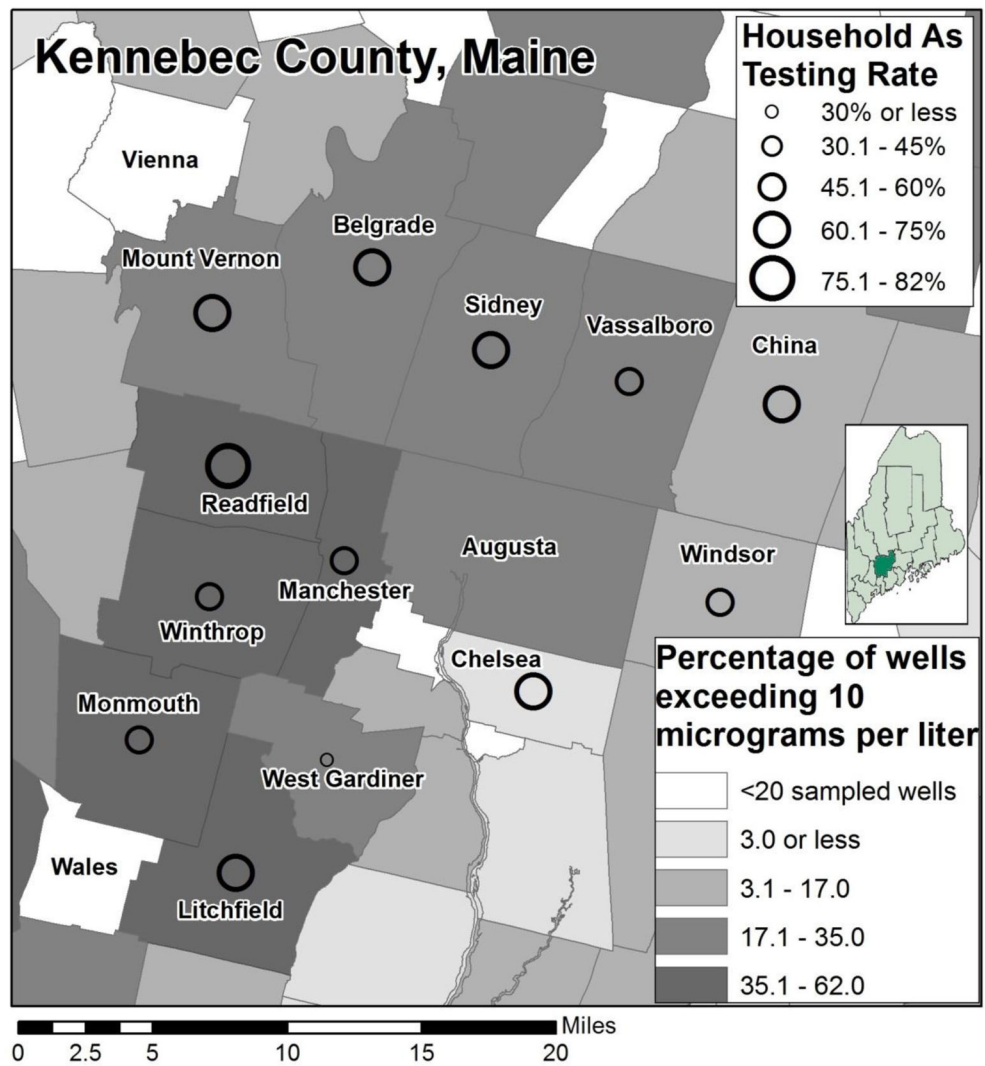 Kennebec County, Maine
Household As
Testing Rate
30% or less
30.1 - 45%
45.1 - 60%
60.1 - 75%
75.1 - 82%
Vienna
Belgrade
Mount Vernon
Sidney
Vassalboro
China
Readfield
Augusta
Windsor
Manchester
Winthrop
Chelsea
Monmouth
West Gardiner
Wales
Litchfield
Percentage of wells
exceeding 10
micrograms per liter
<20 sampled wells
3.0 or less
3.1 - 17.0
17.1 - 35.0
35.1 - 62.0
Miles
0 2.5 5 10 15 20